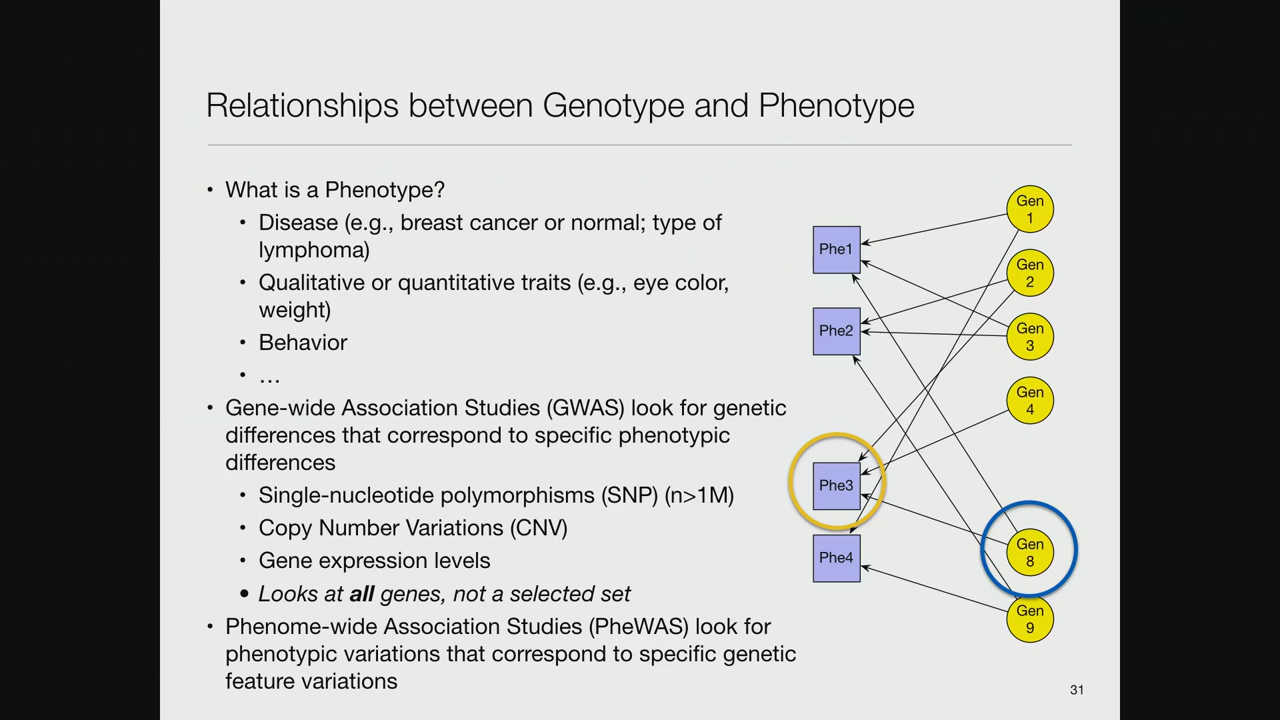 Relationships between Genotype and Phenotype
• What is a Phenotype?
• Disease (e.g., breast cancer or normal; type of
lymphoma)
• Qualitative or quantitative traits (e.g., eye color,
weight)
• Behavior
• …
• Gene-wide Association Studies (GWAS) look for genetic
differences that correspond to specific phenotypic
differences
• Single-nucleotide polymorphisms (SNP) (n>1M)
• Copy Number Variations (CNV)
• Gene expression levels
• Looks at all genes, not a selected set
• Phenome-wide Association Studies (PheWAS) look for
phenotypic variations that correspond to specific genetic
feature variations
Phe1
Phe2
Phe3
Phe4
Gen
1
Gen
2
Gen
3
Gen
4
Gen
8
Gen
9
31